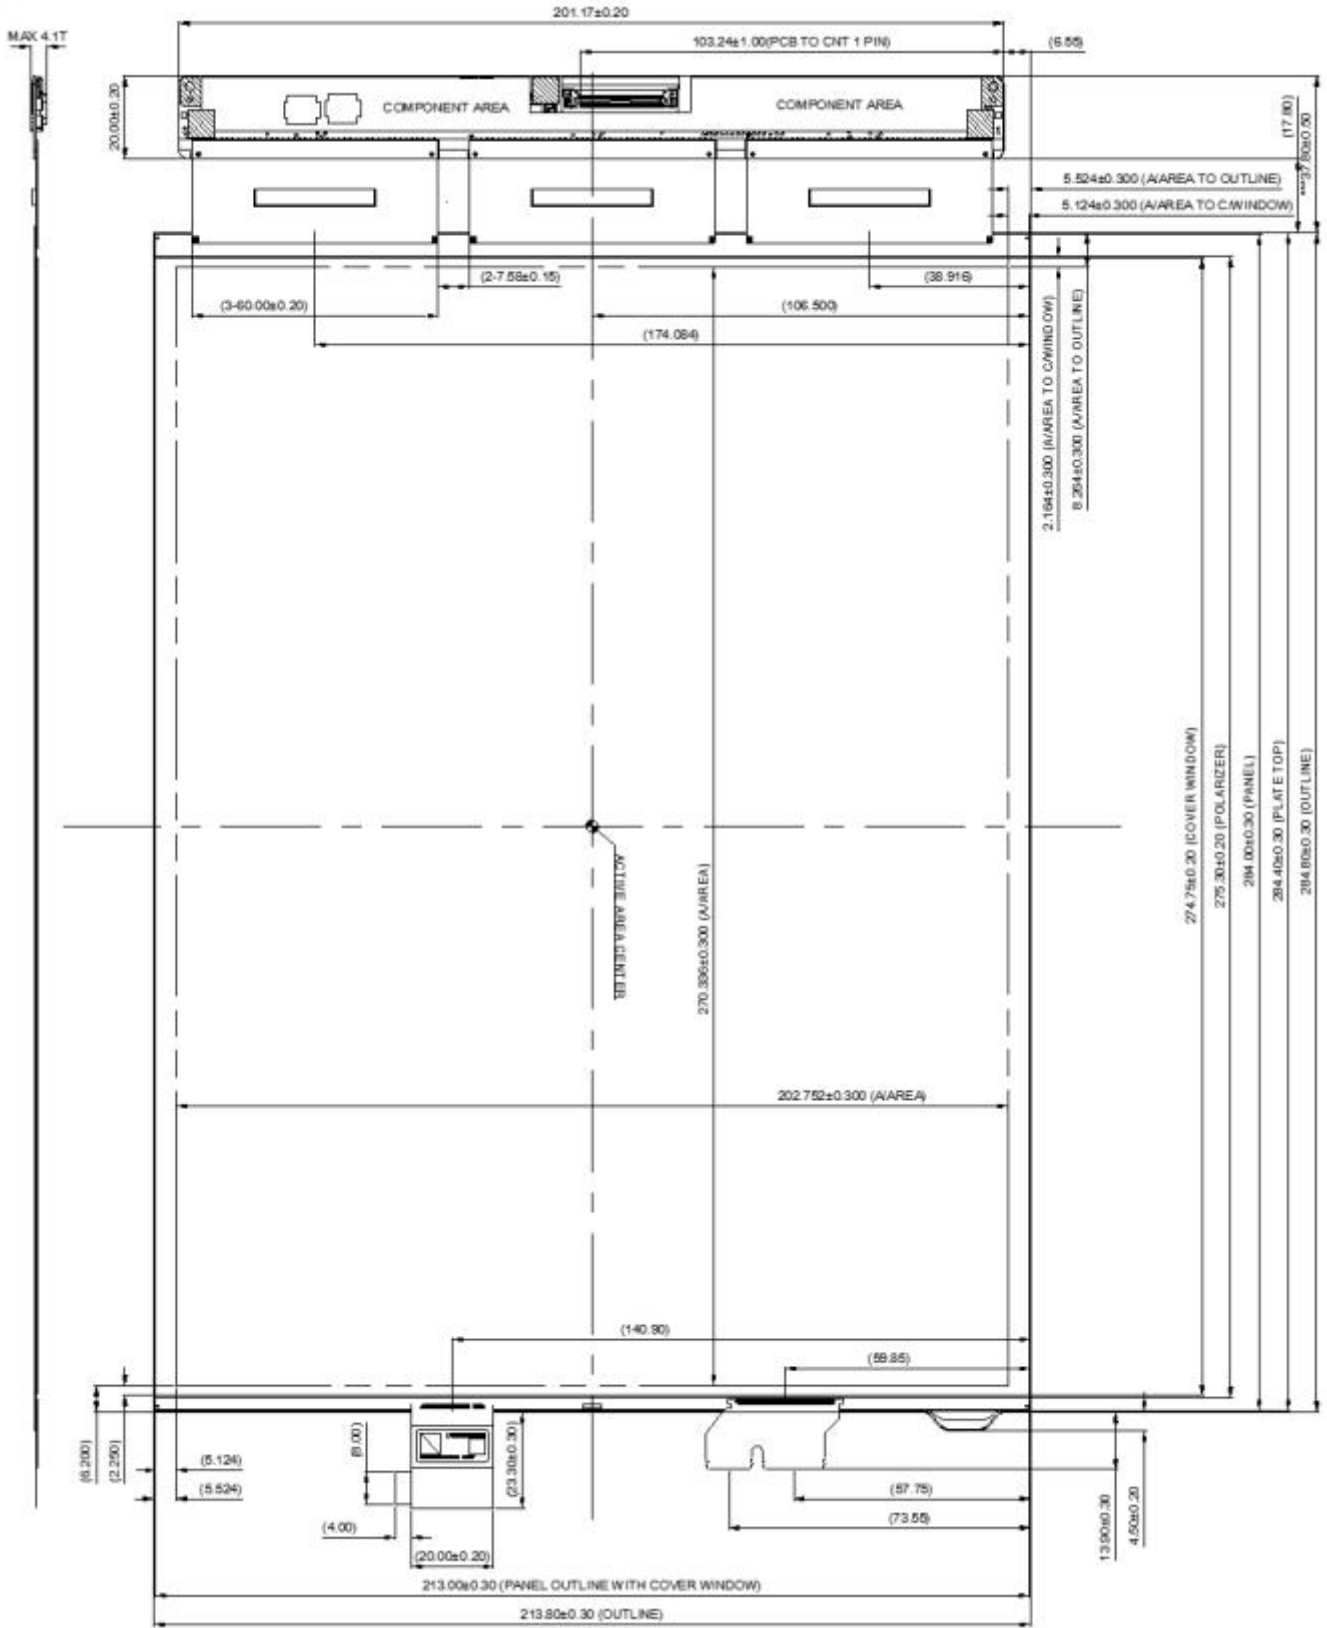 201.17±0.20
MAX 4.1T
103.24±1.00(PCB TO CNT 1 PIN)
(6.55)
20.00±0.20
COMPONENT AREA
COMPONENT AREA
(17.80)
***37.80±0.50
5.524±0.300 (A/AREA TO OUTLINE)
5.124±0.300 (A/AREA TO C/WINDOW)
(2-7.58±0.15)
(38.916)
(3-60.00±0.20)
(106.500)
(174.084)
2.164±0.300 (A/AREA TO C/WINDOW)
8.264±0.300 (A/AREA TO OUTLINE)
274.75±0.20 (COVER WINDOW)
275.30±0.20 (POLARIZER)
284.00±0.30 (PANEL)
284.40±0.30 (PLATE TOP)
284.80±0.30 (OUTLINE)
ACTIVE AREA CENTER
270.336±0.300 (A/AREA)
202.752±0.300 (A/AREA)
(140.90)
(59.85)
(6.200)
(2.250)
(5.124)
(5.524)
(8.00)
(23.30±0.30)
(57.75)
(73.55)
13.90±0.30
4.50±0.20
(4.00)
(20.00±0.20)
213.00±0.30 (PANEL OUTLINE WITH COVER WINDOW)
213.80±0.30 (OUTLINE)